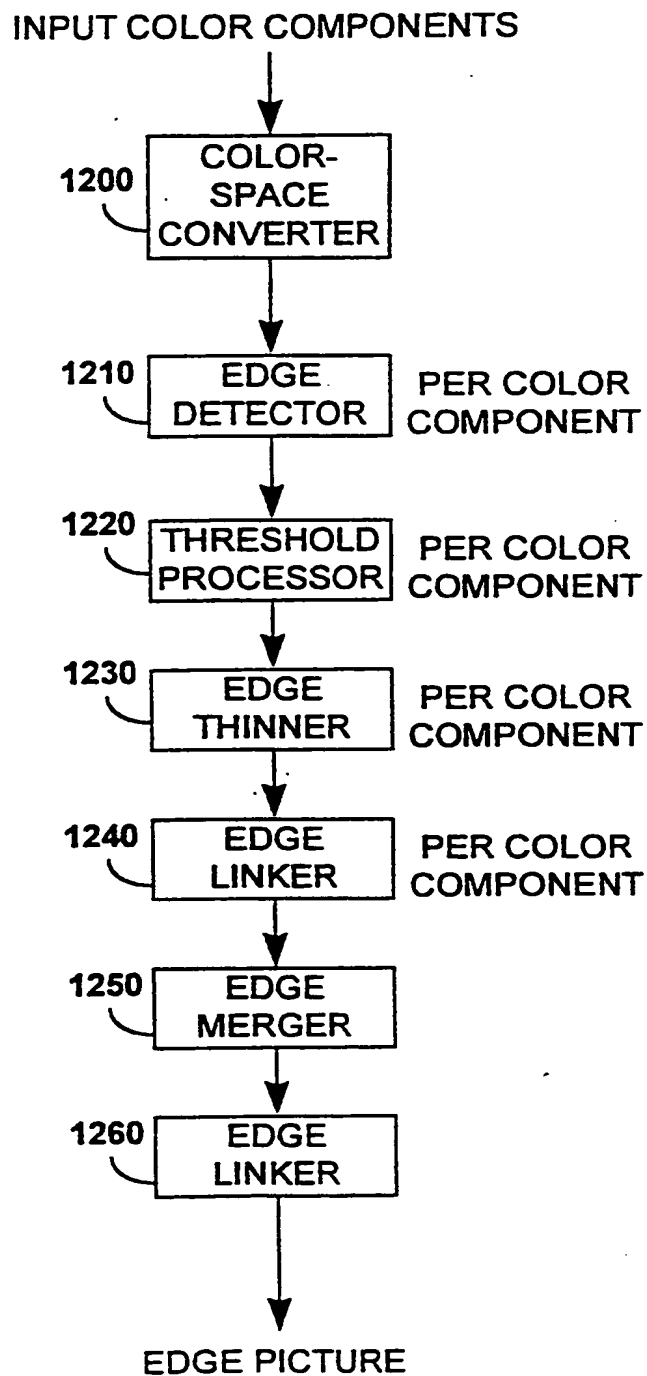 INPUT COLOR COMPONENTS
1200
COLOR-
SPACE
CONVERTER
1210
EDGE
DETECTOR
PER COLOR
COMPONENT
1220
THRESHOLD
PROCESSOR
PER COLOR
COMPONENT
1230
EDGE
THINNER
PER COLOR
COMPONENT
1240
EDGE
LINKER
PER COLOR
COMPONENT
1250
EDGE
MERGER
1260
EDGE
LINKER
EDGE PICTURE